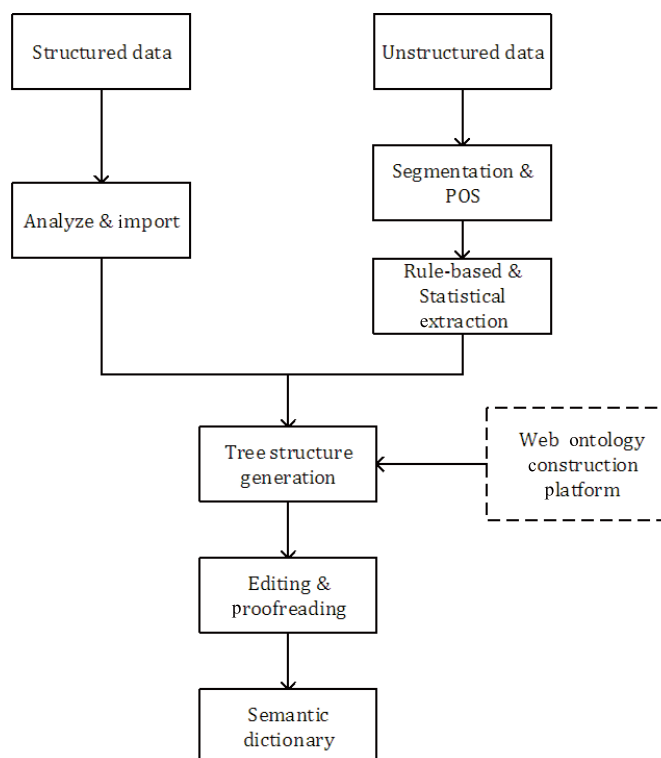 Structured data
Unstructured data
Segmentation &
POS
Analyze & import
Rule-based &
Statistical
extraction
Tree structure
generation
Web ontology
construction
platform
Editing &
proofreading
Semantic
dictionary